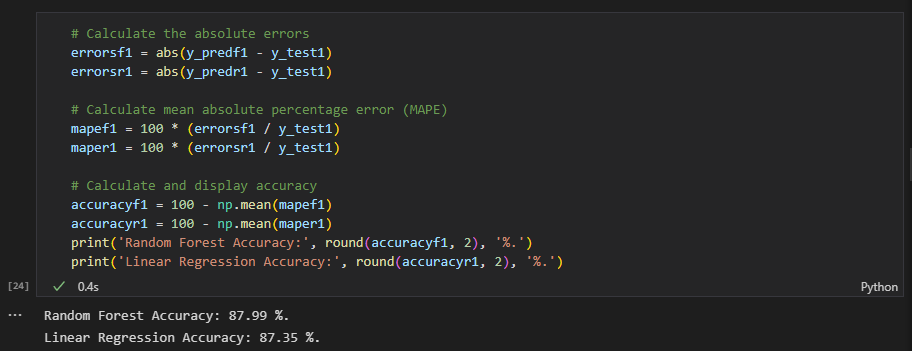 # Calculate the absolute errors
errorsf1 = abs(y_predf1 - y_test1)
errorsr1 = abs(y_predr1 - y_test1)
# Calculate mean absolute percentage error (MAPE)
mapef1 = 100 * (errorsf1 / y_test1)
maper1 = 100 * (errorsr1 / y_test1)
# Calculate and display accuracy
accuracyf1 = 100 - np.mean(mapef1)
accuracyr1 = 100 - np.mean(maper1)
print('Random Forest Accuracy:', round(accuracyf1, 2), '%.')
print('Linear Regression Accuracy:', round(accuracyr1, 2), '%.')
[24] ✓ 0.4s Python
... Random Forest Accuracy: 87.99 %.
Linear Regression Accuracy: 87.35 %.